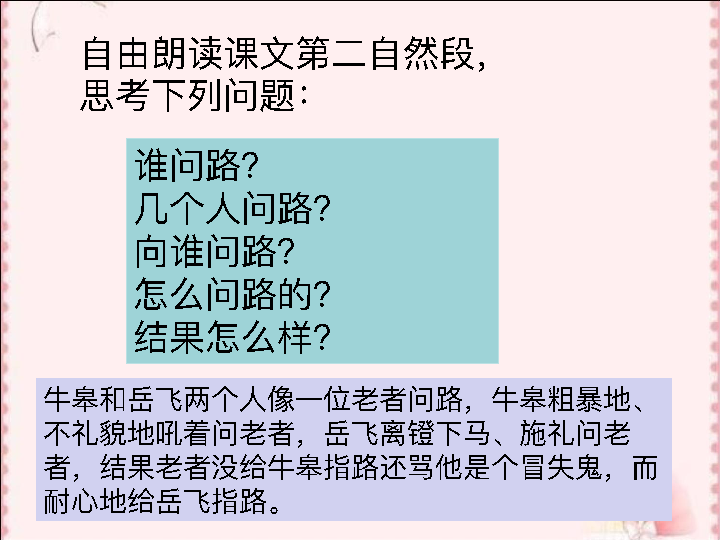 自由朗读课文第二自然段，
思考下列问题：
谁问路？
几个人问路？
向谁问路？
怎么问路的？
结果怎么样？
牛皋和岳飞两个人像一位老者问路，牛皋粗暴地、
不礼貌地吼着问老者，岳飞离镫下马、施礼问老
者，结果老者没给牛皋指路还骂他是个冒失鬼，而
耐心地给岳飞指路。